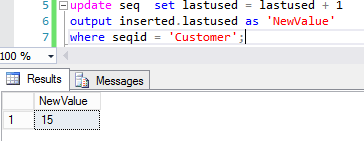 5 update seq  set lastused = lastused + 1
6 output inserted.lastused as 'NewValue'
7 where seqid = 'Customer';
100 %
Results Messages
NewValue
1 15